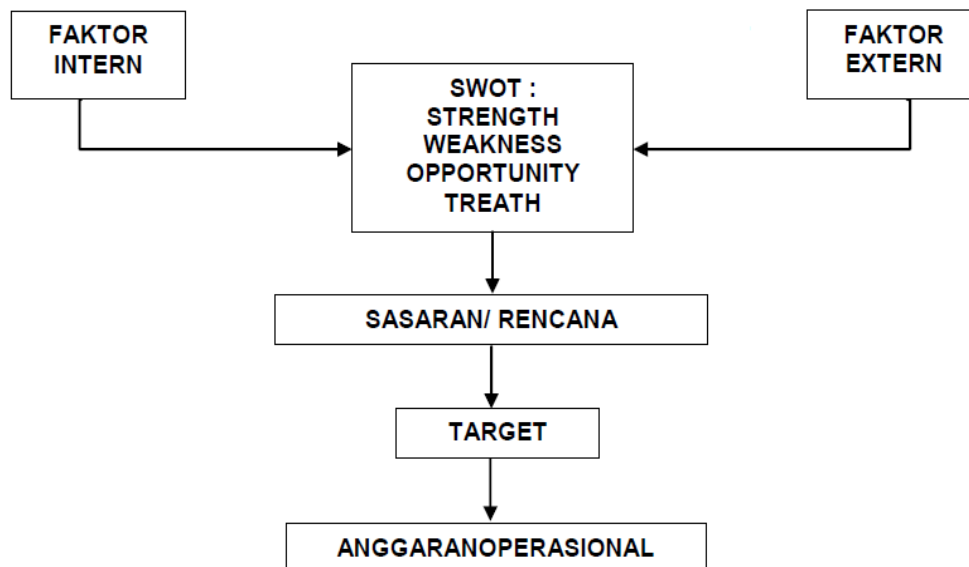 FAKTOR
INTERN
FAKTOR
EXTERN
SWOT :
STRENGTH
WEAKNESS
OPPORTUNITY
TREATH
SASARAN/ RENCANA
TARGET
ANGGARANOPERASIONAL